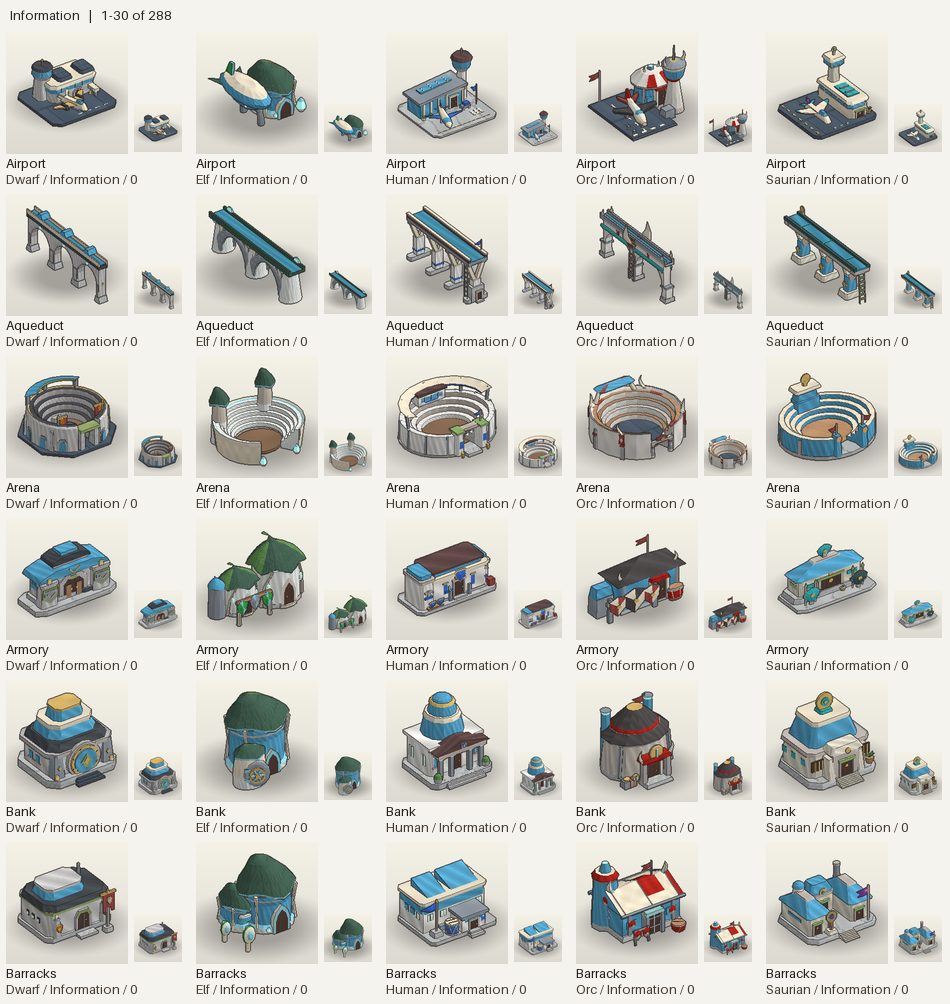 Information | 1-30 of 288
Airport Airport Airport Airport Airport
Dwarf / Information / 0 Elf / Information / 0 Human / Information / 0 Orc / Information / 0 Saurian / Information / 0
Aqueduct Aqueduct Aqueduct Aqueduct Aqueduct
Dwarf / Information / 0 Elf / Information / 0 Human / Information / 0 Orc / Information / 0 Saurian / Information / 0
Arena Arena Arena Arena Arena
Dwarf / Information / 0 Elf / Information / 0 Human / Information / 0 Orc / Information / 0 Saurian / Information / 0
Armory Armory Armory Armory Armory
Dwarf / Information / 0 Elf / Information / 0 Human / Information / 0 Orc / Information / 0 Saurian / Information / 0
Bank Bank Bank Bank Bank
Dwarf / Information / 0 Elf / Information / 0 Human / Information / 0 Orc / Information / 0 Saurian / Information / 0
Barracks Barracks Barracks Barracks Barracks
Dwarf / Information / 0 Elf / Information / 0 Human / Information / 0 Orc / Information / 0 Saurian / Information / 0